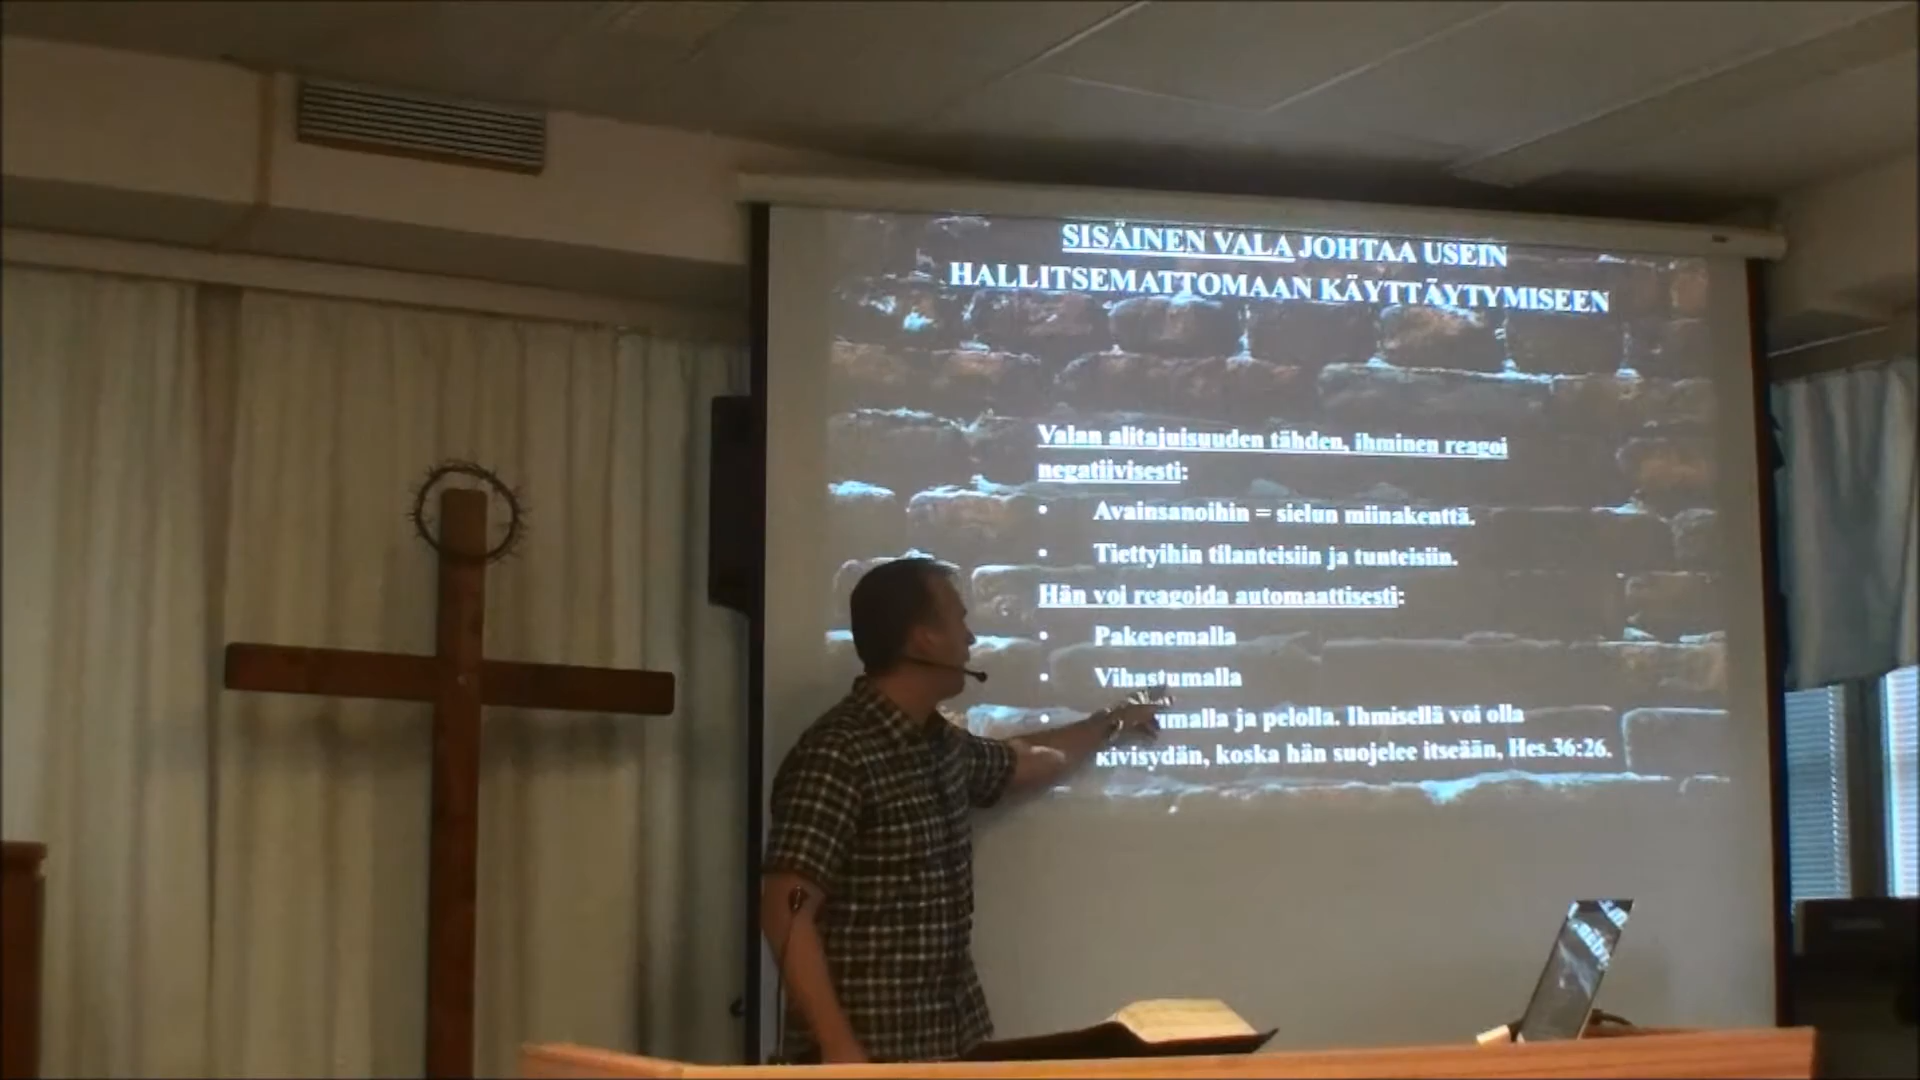 SISÄINEN VALA JOHTAA USEIN
HALLITSEMATTOMAAN KÄYTTÄYTYMISEEN
Valan alitajuisuuden tähden, ihminen reagoi
negatiivisesti:
• Avainsanoihin = sielun miinakenttä.
• Tiettyihin tilanteisiin ja tunteisiin.
Hän voi reagoida automaattisesti:
• Pakenemalla
• Vihastumalla
• ja pelolla. Ihmisellä voi olla
kivisydän, koska hän suojelee itseään, Hes.36:26.